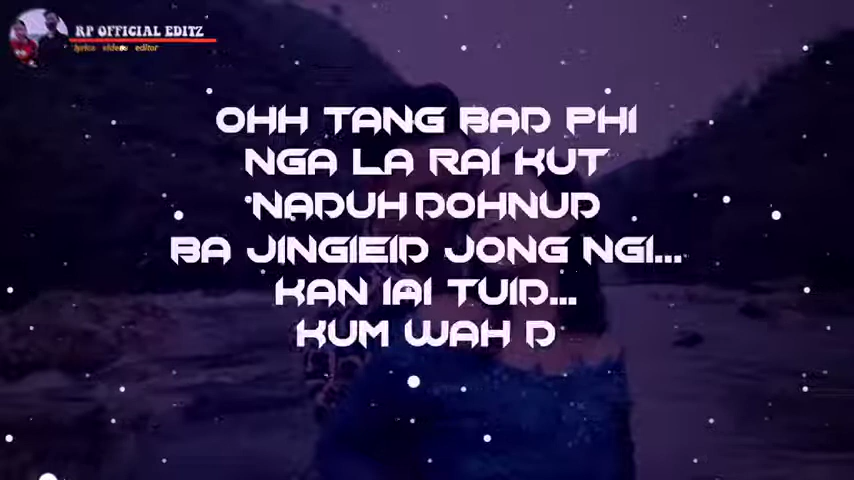 RP OFFICIAL EDITZ
lyrics videos editor
OHH TANG BAD PHI
NGA LA RAI KUT
NADUH DOHNUD
BA JINGIEID JONG NGI...
KAN IAI TUID...
KUM WAH D